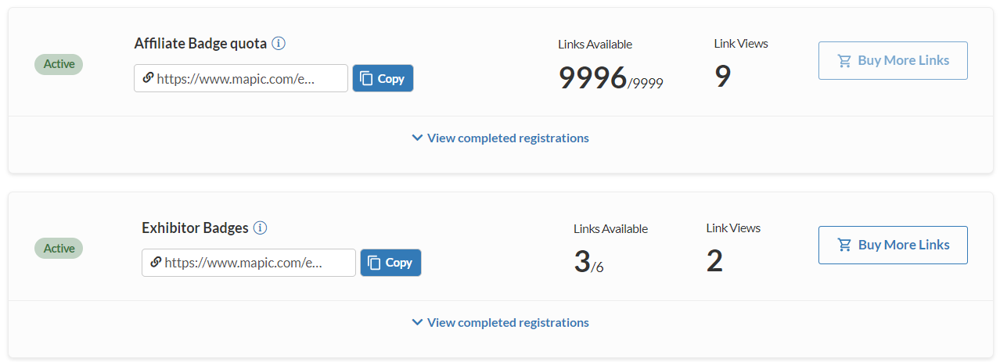 Active
Affiliate Badge quota
https://www.mapic.com/e...
Copy
Links Available
9996/9999
Link Views
9
Buy More Links
View completed registrations
Active
Exhibitor Badges
https://www.mapic.com/e...
Copy
Links Available
3/6
Link Views
2
Buy More Links
View completed registrations